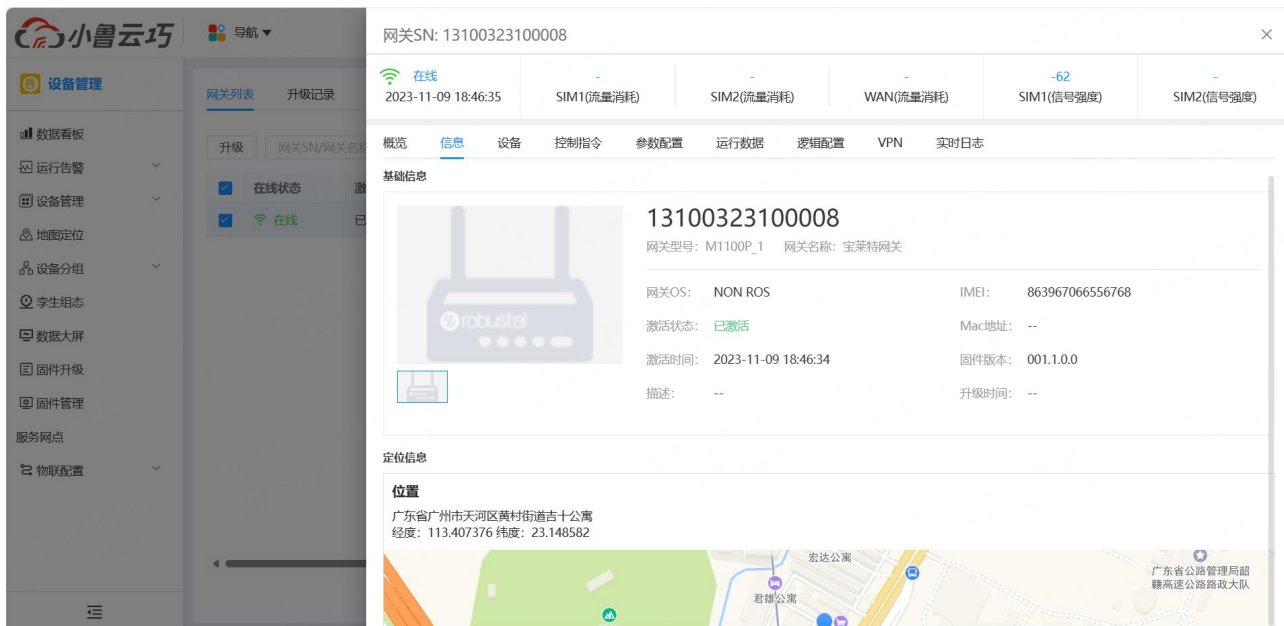 小鲁云巧
导航
网关SN: 13100323100008
设备管理
网关列表
升级记录
在线
2023-11-09 18:46:35
-
SIM1(流量消耗)
-
SIM2(流量消耗)
-
WAN(流量消耗)
-62
SIM1(信号强度)
-
SIM2(信号强度)
数据看板
运行告警
设备管理
地图定位
设备分组
孪生组态
数据大屏
固件升级
固件管理
服务网点
物联配置
升级
网关SN/网关名称
在线状态
激
在线
已
概览 信息 设备 控制指令 参数配置 运行数据 逻辑配置 VPN 实时日志
基础信息
robustel
13100323100008
网关型号: M1100P_1 网关名称: 宝莱特网关
网关OS: NON ROS
IMEI: 863967066556768
激活状态: 已激活
Mac地址: --
激活时间: 2023-11-09 18:46:34
固件版本: 001.1.0.0
描述: --
升级时间: --
定位信息
位置
广东省广州市天河区黄村街道吉十公寓
经度: 113.407376 纬度: 23.148582
宏达公寓
君雄公寓
广东省公路管理局韶
赣高速公路路政大队